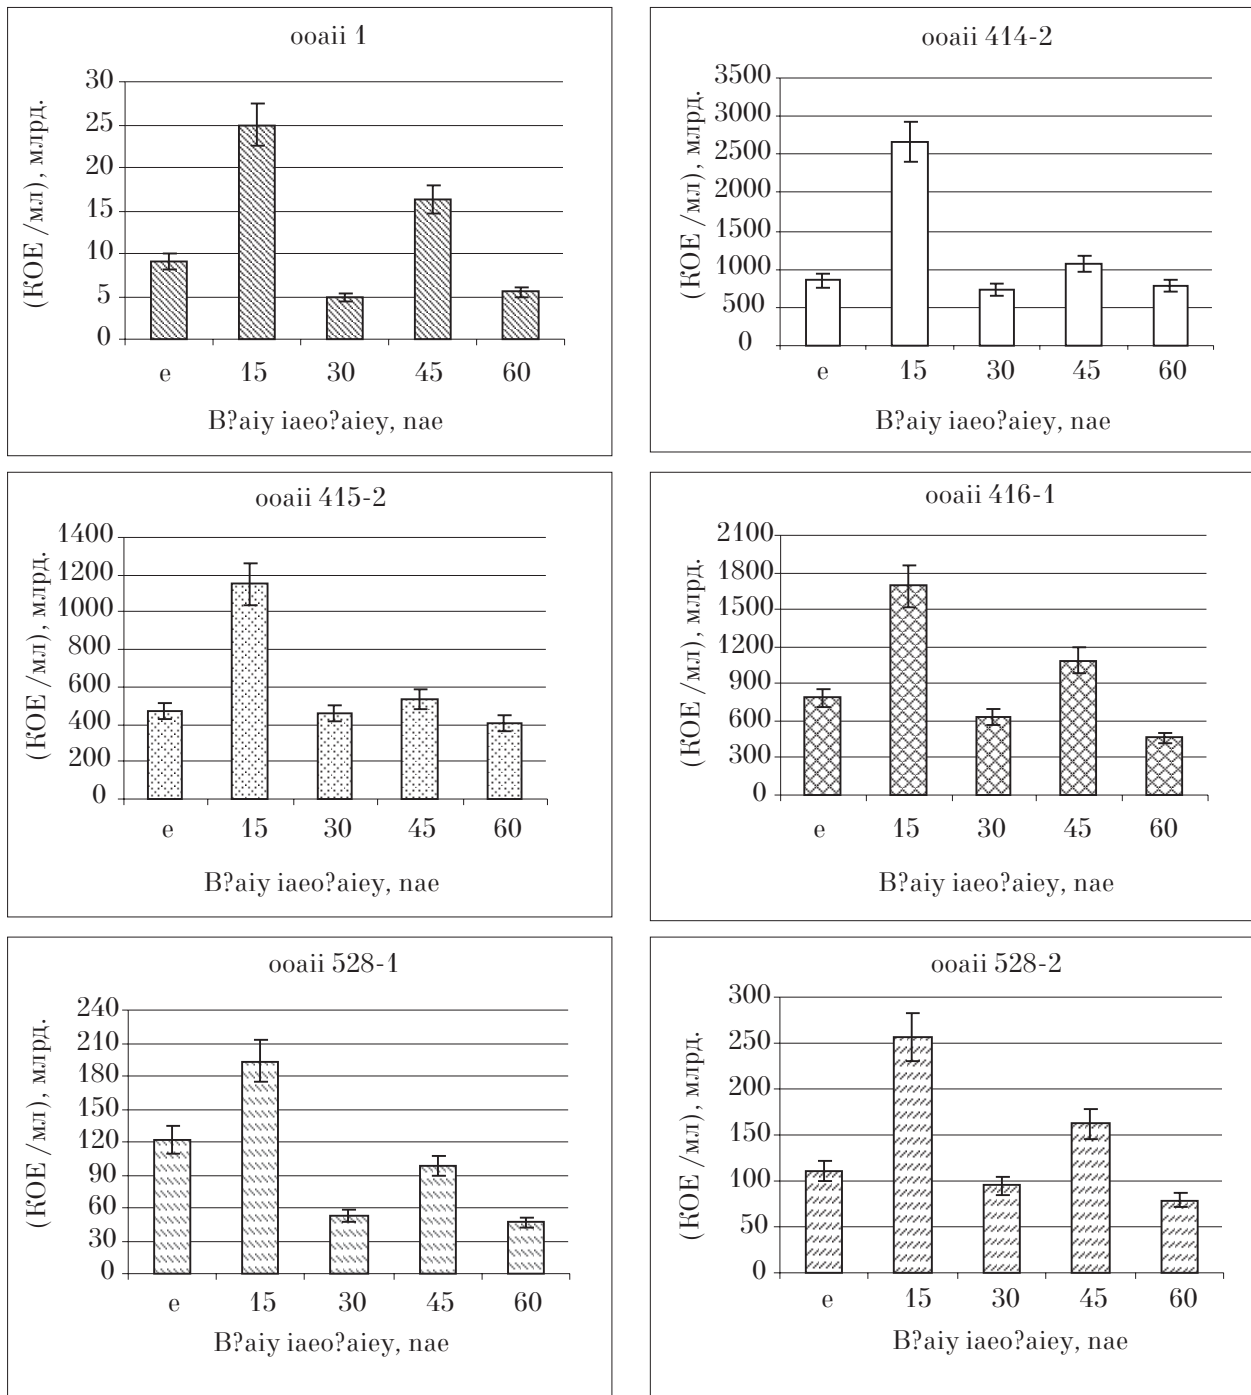 ooaii 1
(КОЕ /мл), млрд.
30
25
20
15
10
5
0
e 15 30 45 60
B?aiy iaeo?aiey, nae
ooaii 414-2
(КОЕ /мл), млрд.
3500
3000
2500
2000
1500
1000
500
0
e 15 30 45 60
B?aiy iaeo?aiey, nae
ooaii 415-2
(КОЕ /мл), млрд.
1400
1200
1000
800
600
400
200
0
e 15 30 45 60
B?aiy iaeo?aiey, nae
ooaii 416-1
(КОЕ /мл), млрд.
2100
1800
1500
1200
900
600
300
0
e 15 30 45 60
B?aiy iaeo?aiey, nae
ooaii 528-1
(КОЕ /мл), млрд.
240
210
180
150
120
90
60
30
0
e 15 30 45 60
B?aiy iaeo?aiey, nae
ooaii 528-2
(КОЕ /мл), млрд.
300
250
200
150
100
50
0
e 15 30 45 60
B?aiy iaeo?aiey, nae